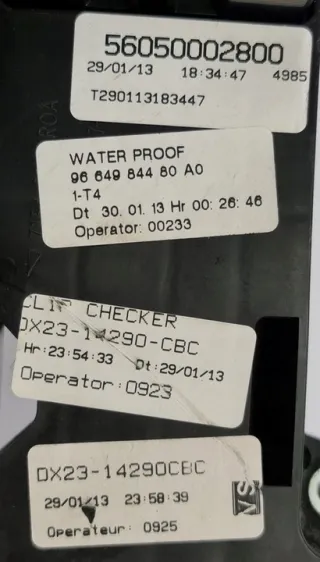 56050002800
29/01/13 18:34:47 4985
T290113183447
WATER PROOF
96 649 844 80 A0
1-T4
Dt 30. 01. 13 Hr 00: 26: 46
Operator: 00233
CLIP CHECKER
DX23-14290-CBC
Hr:23:54:33 Dt:29/01/13
Operator:0923
DX23-14290CBC
29/01/13 23:58:39
Operateur: 0925